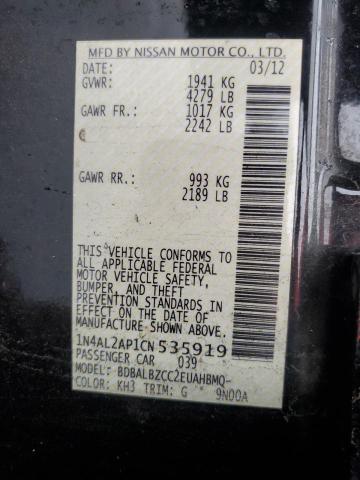 MFD BY NISSAN MOTOR CO., LTD.
DATE: 03/12
GVWR: 1941 KG
4279 LB
GAWR FR.: 1017 KG
2242 LB
GAWR RR.: 993 KG
2189 LB
THIS VEHICLE CONFORMS TO
ALL APPLICABLE FEDERAL
MOTOR VEHICLE SAFETY,
BUMPER, AND THEFT
PREVENTION STANDARDS IN
EFFECT ON THE DATE OF
MANUFACTURE SHOWN ABOVE.
1N4AL2AP1CN535919
PASSENGER CAR 039
MODEL: BDBALBZCC2EUAHBMQ-
COLOR: KH3 TRIM: G 9N00A